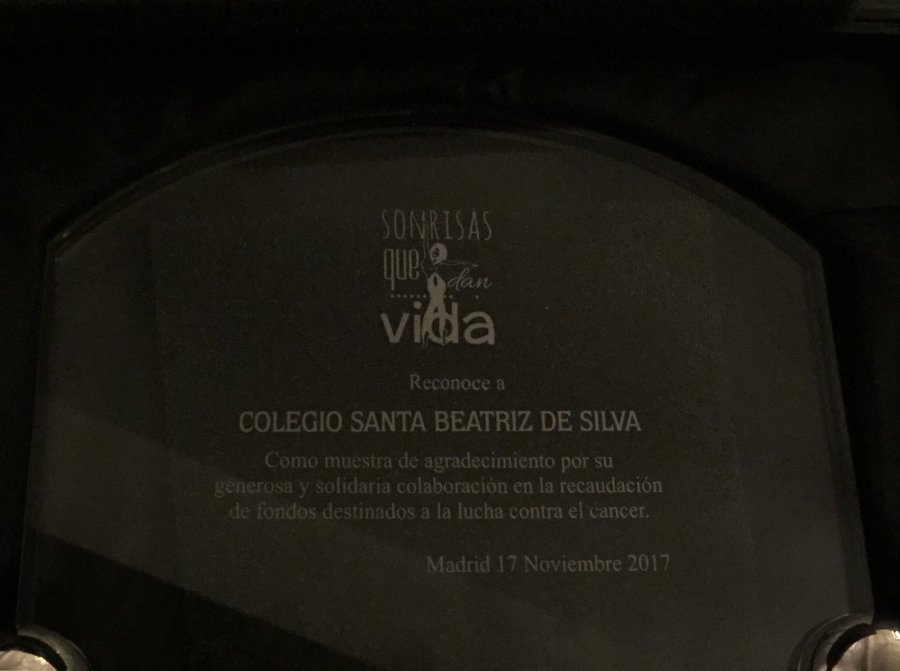 SONRISAS
que dan
vida
Reconoce a
COLEGIO SANTA BEATRIZ DE SILVA
Como muestra de agradecimiento por su
generosa y solidaria colaboración en la recaudación
de fondos destinados a la lucha contra el cancer.
Madrid 17 Noviembre 2017